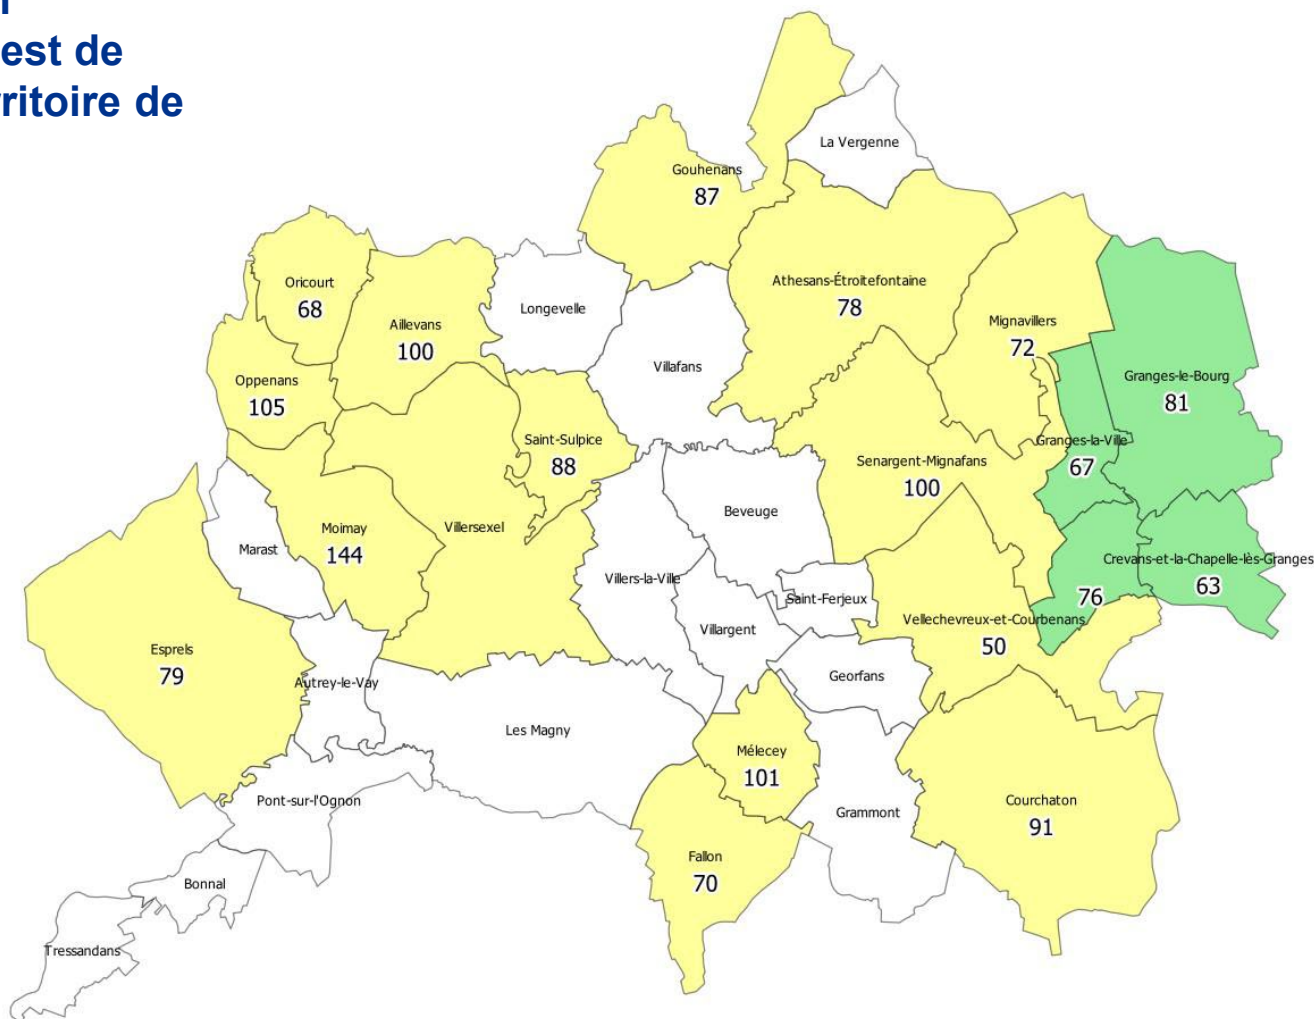 est de
ritoire de
La Vergenne
Gouhenans
87
Oricourt
68
Athesans-Étroitefontaine
78
Longevelle
Aillevans
100
Mignavillers
72
Villafans
Oppenans
105
Granges-le-Bourg
81
Saint-Sulpice
88
Granges-la-Ville
67
Senargent-Mignafans
100
Beveuge
Villersexel
Moimay
144
Marast
Crevans-et-la-Chapelle-lès-Granges
63
76
Villers-la-Ville
Saint-Ferjeux
Villargent
Vellechevreux-et-Courbenans
50
Esprels
79
Georfans
Autrey-le-Vay
Les Magny
Mélecey
101
Pont-sur-l'Ognon
Courchaton
91
Grammont
Fallon
70
Bonnal
Tressandans